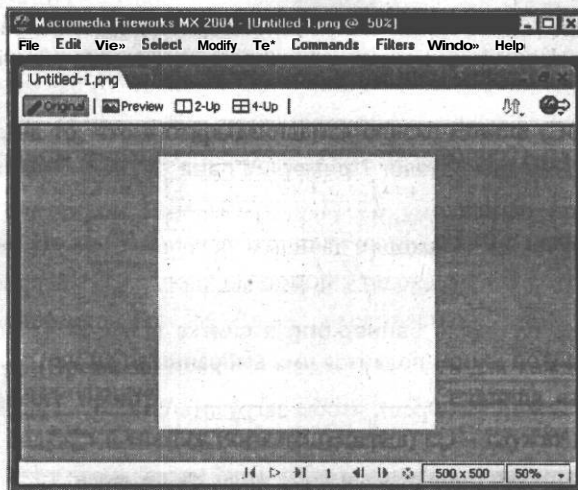 Macromedia Fireworks MX 2004 - [Untitled-1.png @ 50%]
File Edit Vie» Select Modify Te* Commands Filters Windo» Help
Untitled-1.png
Original Preview 2-Up 4-Up
1 500 x 500 50%